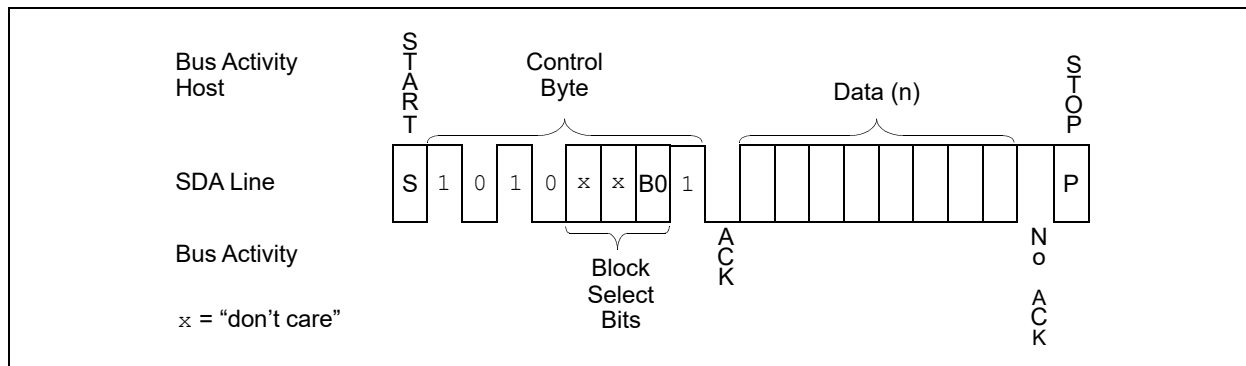 Bus Activity
Host
START
Control
Byte
Data (n)
STOP
SDA Line
S 1 0 1 0 x x B0 1 P
Bus Activity
ACK
No ACK
Block
Select
Bits
x = “don’t care”